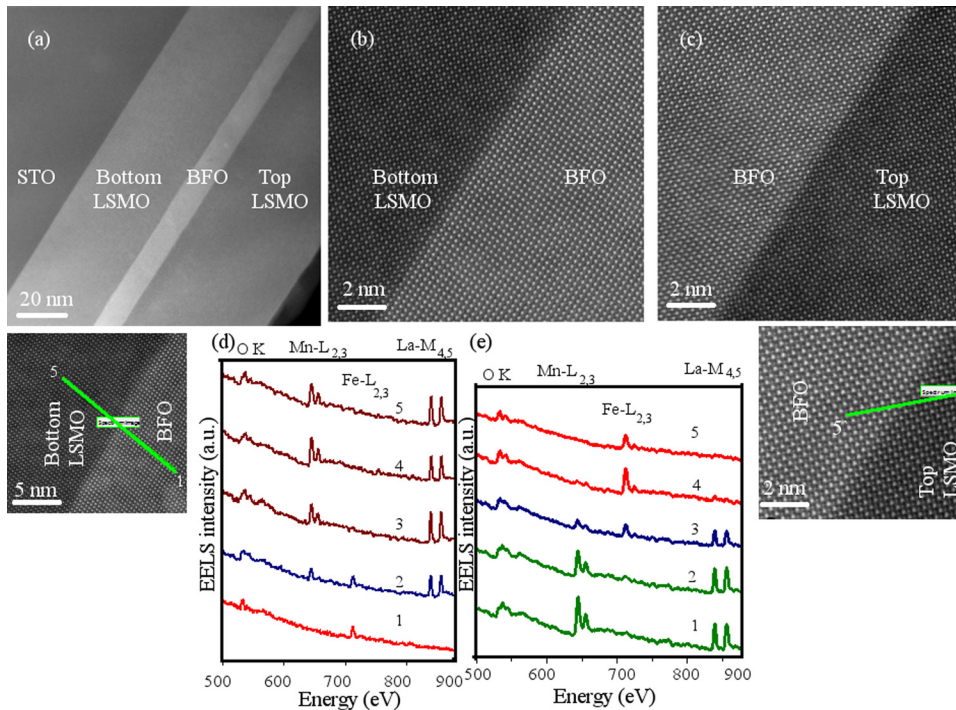 (a)
STO
Bottom
LSMO
BFO
Top
LSMO
20 nm
(b)
Bottom
LSMO
BFO
2 nm
(c)
BFO
Top
LSMO
2 nm
5
Bottom
LSMO
BFO
1
5 nm
(d)
O K
Mn-L2,3
La-M4,5
Fe-L2,3
5
4
3
2
1
EELS intensity (a.u.)
500 600 700 800 900
Energy (eV)
(e)
O K
Mn-L2,3
La-M4,5
Fe-L2,3
5
4
3
2
1
EELS intensity (a.u.)
500 600 700 800 900
Energy (eV)
BFO
5
Top
LSMO
2 nm